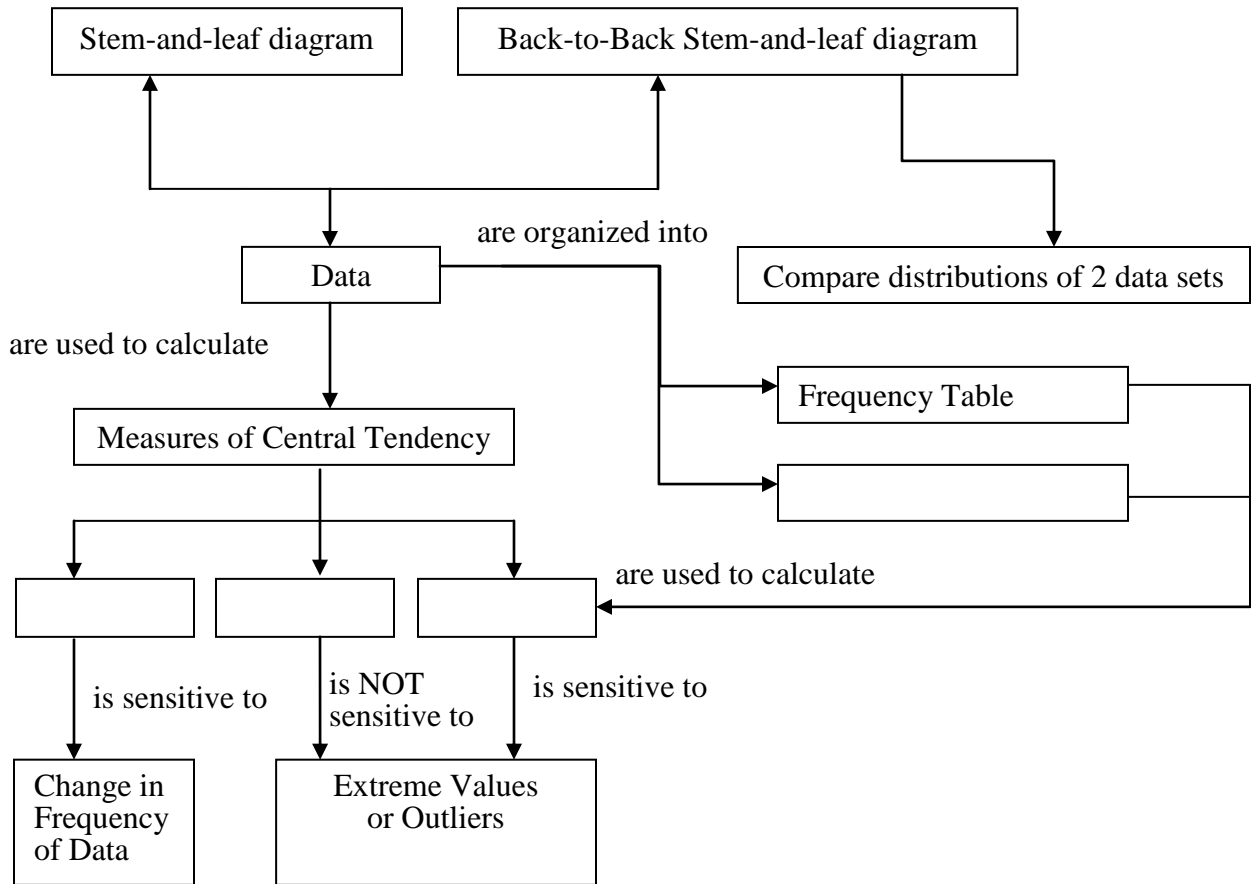 Stem-and-leaf diagram
Back-to-Back Stem-and-leaf diagram
are organized into
Data
Compare distributions of 2 data sets
are used to calculate
Frequency Table
Measures of Central Tendency
are used to calculate
is sensitive to
is NOT
sensitive to
is sensitive to
Change in
Frequency
of Data
Extreme Values
or Outliers